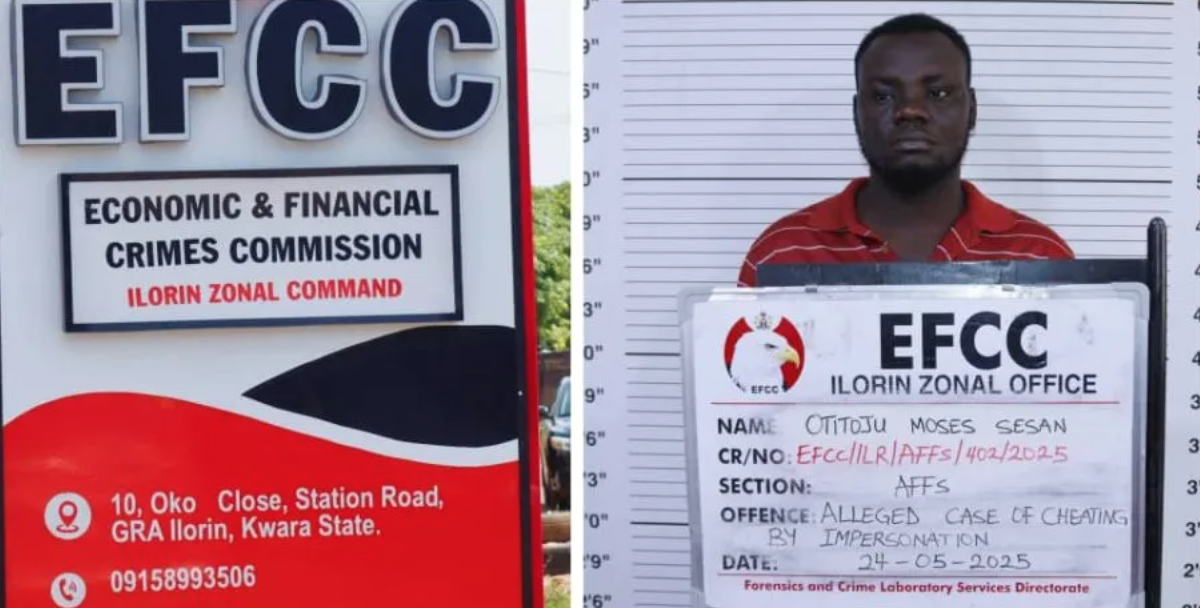 EFCC
ECONOMIC & FINANCIAL
CRIMES COMMISSION
ILORIN ZONAL COMMAND
10, Oko Close, Station Road,
GRA Ilorin, Kwara State.
09158993506
EFCC
EFCC
ILORIN ZONAL OFFICE
NAME OTITOJU MOSES SESAN
CR/NO: EFCC/ILR/AFFs/402/2025
SECTION: AFFs
OFFENCE: ALLEGED CASE OF CHEATING
BY IMPERSONATION
DATE: 24-05-2025
Forensics and Crime Laboratory Services Directorate